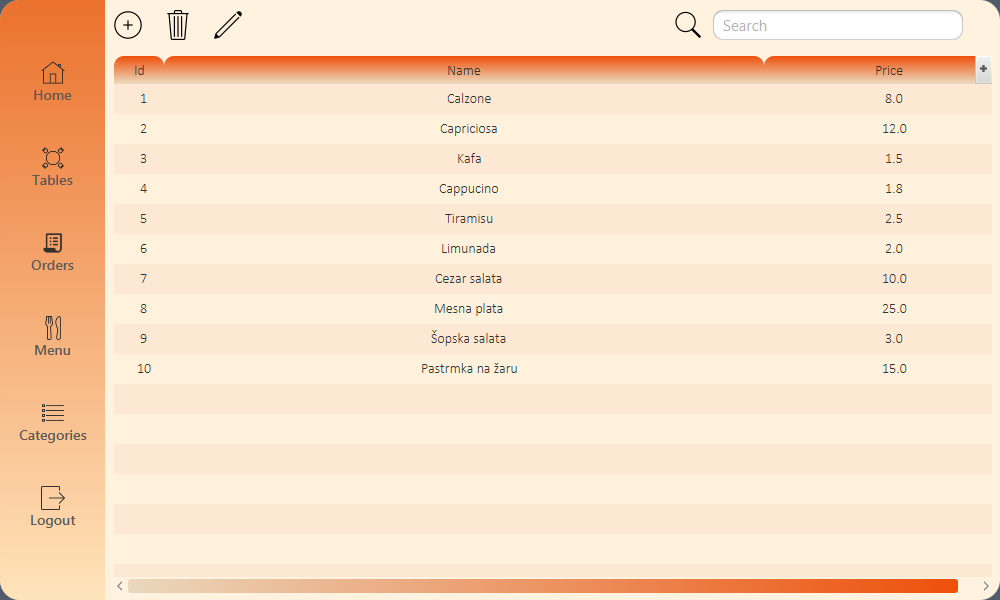 Home
Tables
Orders
Menu
Categories
Logout
Search
Id Name Price +
1 Calzone 8.0
2 Capriciosa 12.0
3 Kafa 1.5
4 Cappucino 1.8
5 Tiramisu 2.5
6 Limunada 2.0
7 Cezar salata 10.0
8 Mesna plata 25.0
9 Šopska salata 3.0
10 Pastrmka na žaru 15.0